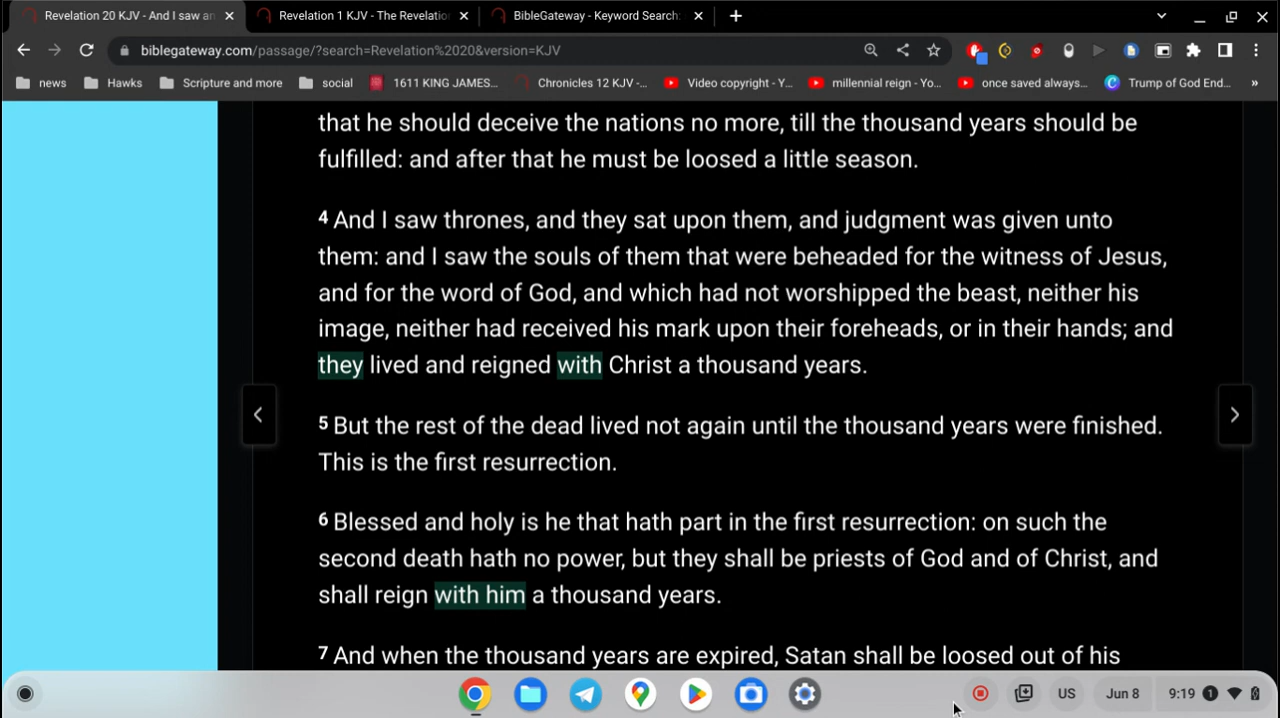 Revelation 20 KJV - And I saw an
Revelation 1 KJV - The Revelatio
BibleGateway - Keyword Search:
biblegateway.com/passage/?search=Revelation%2020&version=KJV
news
Hawks
Scripture and more
social
1611 KING JAMES...
Chronicles 12 KJV -...
Video copyright - Y...
millennial reign - Yo...
once saved always...
Trump of God End...
»
that he should deceive the nations no more, till the thousand years should be
fulfilled: and after that he must be loosed a little season.
4 And I saw thrones, and they sat upon them, and judgment was given unto
them: and I saw the souls of them that were beheaded for the witness of Jesus,
and for the word of God, and which had not worshipped the beast, neither his
image, neither had received his mark upon their foreheads, or in their hands; and
they lived and reigned with Christ a thousand years.
5 But the rest of the dead lived not again until the thousand years were finished.
This is the first resurrection.
6 Blessed and holy is he that hath part in the first resurrection: on such the
second death hath no power, but they shall be priests of God and of Christ, and
shall reign with him a thousand years.
7 And when the thousand years are expired, Satan shall be loosed out of his
US
Jun 8
9:19
1